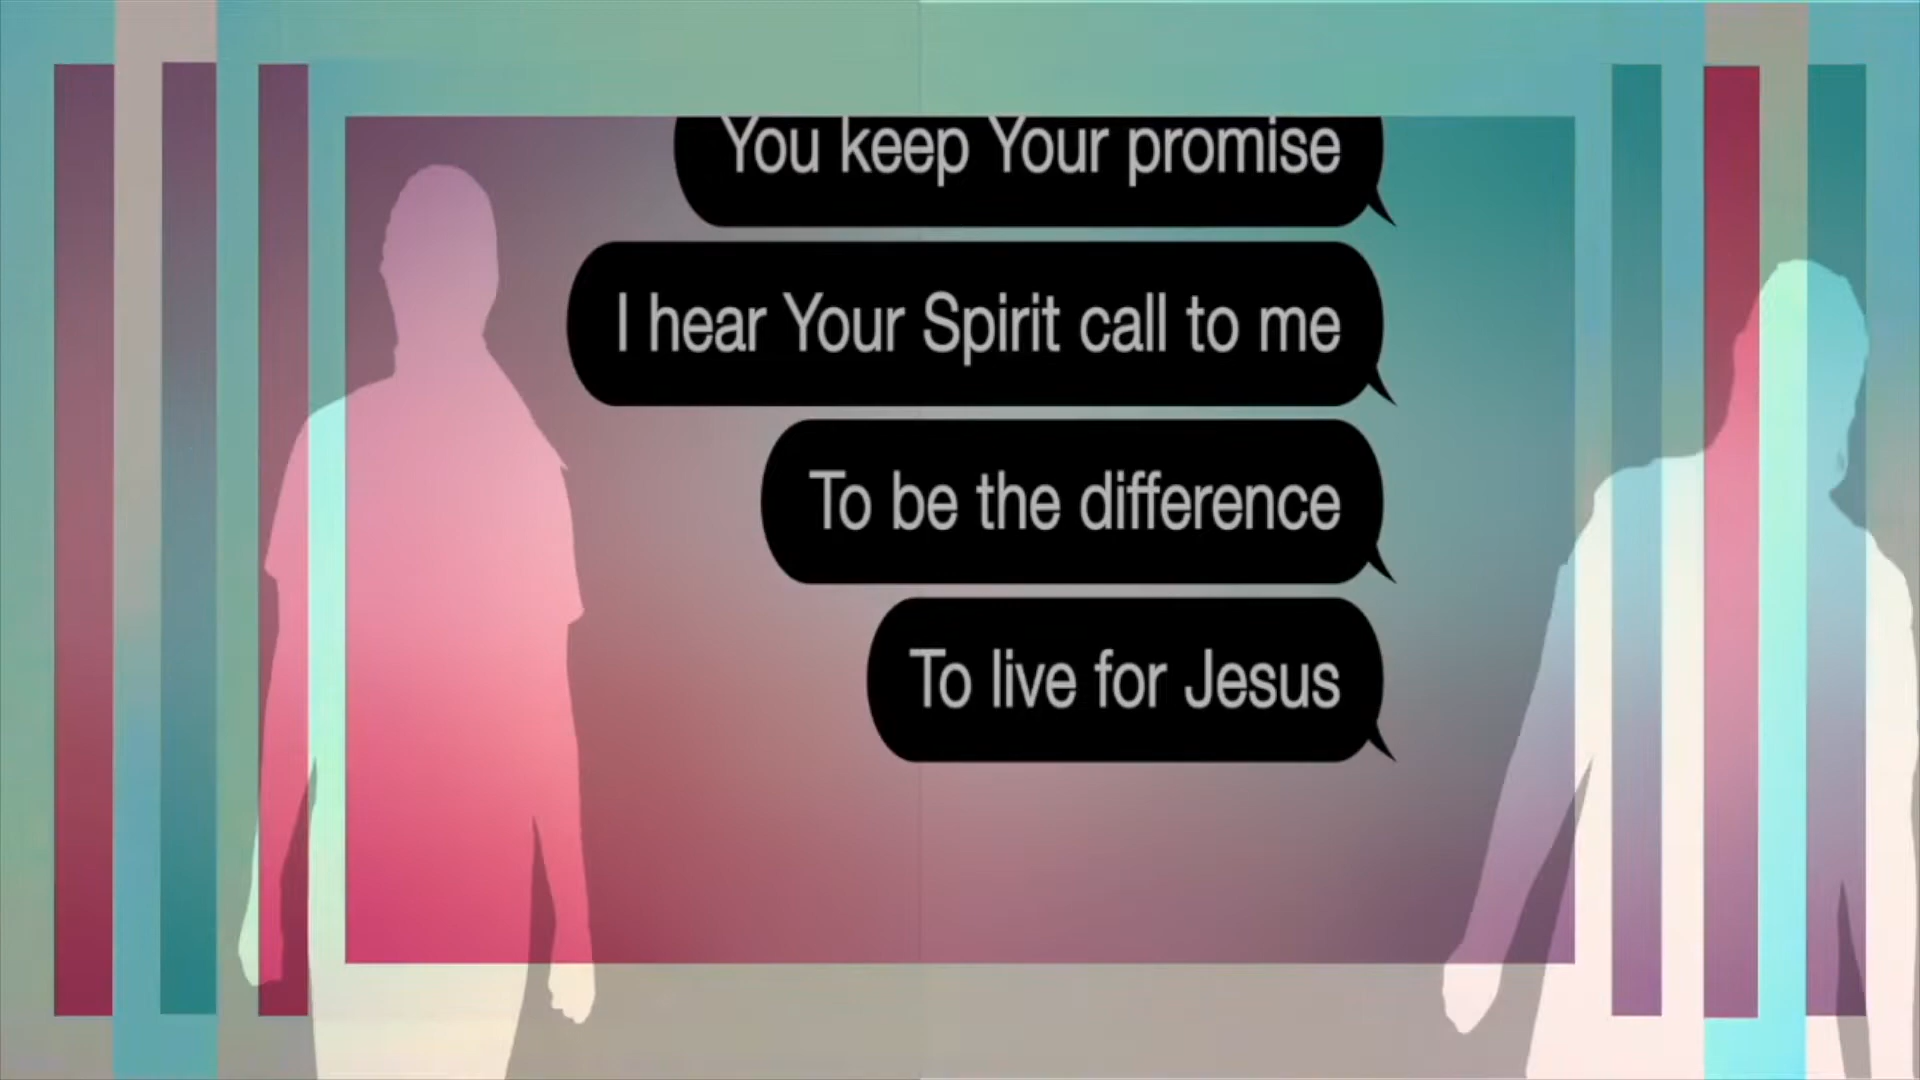 You keep Your promise
I hear Your Spirit call to me
To be the difference
To live for Jesus